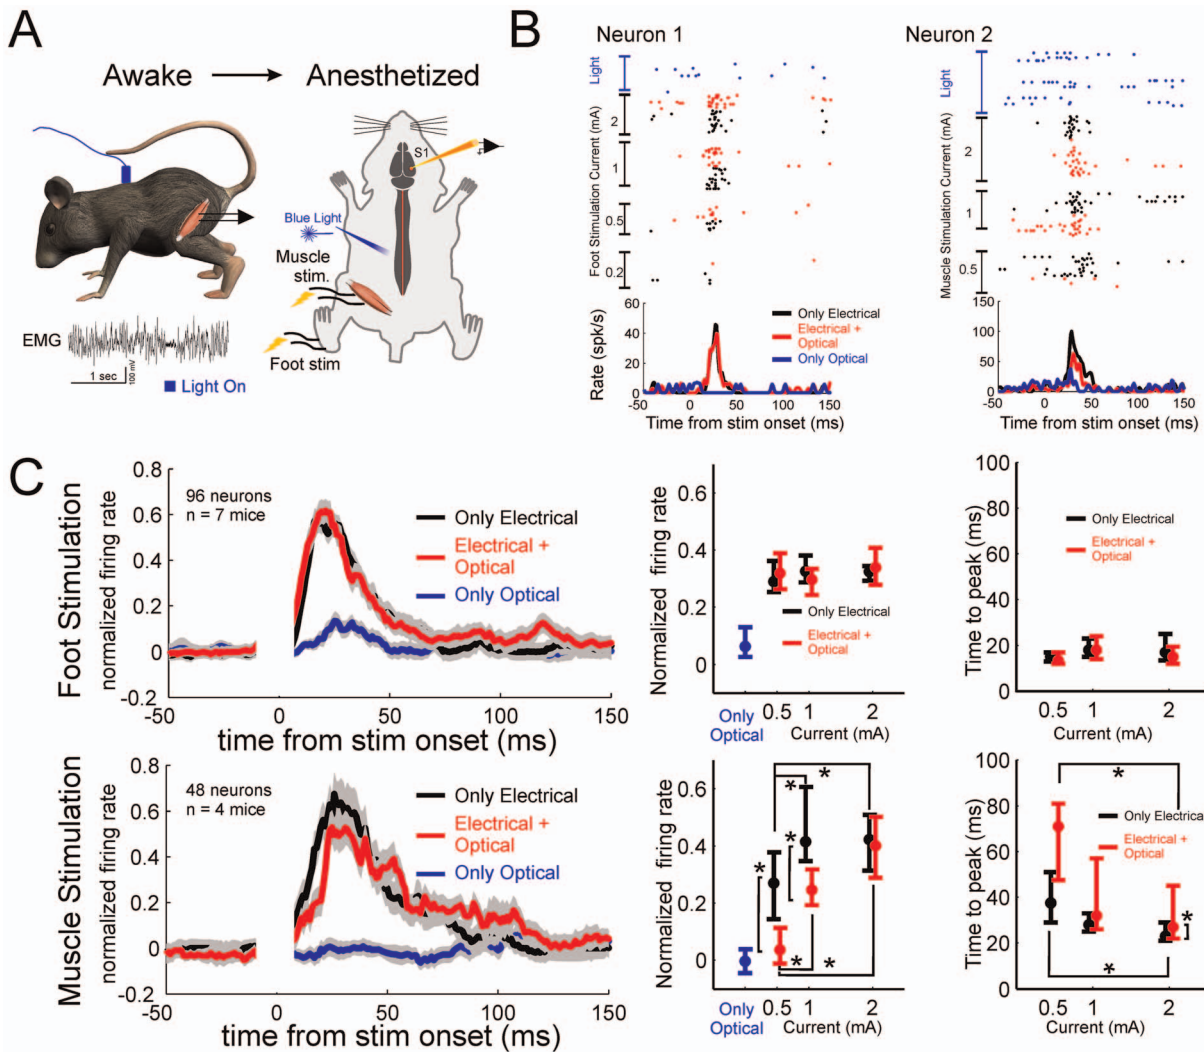 A
Awake
Anesthetized
S1
Blue Light
Muscle
stim.
Foot stim
EMG
1 sec
100 mV
Light On
B
Neuron 1
Light
Foot Stimulation Current (mA)
2
1
0.5
0.2
Rate (spk/s)
60
40
20
0
-50 0 50 100 150
Time from stim onset (ms)
Only Electrical
Electrical +
Optical
Only Optical
Neuron 2
Light
Muscle Stimulation Current (mA)
2
1
0.5
150
100
50
0
-50 0 50 100 150
Time from stim onset (ms)
C
Foot Stimulation
normalized firing rate
0.8
0.6
0.4
0.2
0
-0.2
96 neurons
n = 7 mice
Only Electrical
Electrical +
Optical
Only Optical
-50 0 50 100 150
time from stim onset (ms)
Normalized firing rate
0.6
0.4
0.2
0
Only Electrical
Electrical +
Optical
Only
Optical
0.5 1 2
Current (mA)
Time to peak (ms)
100
80
60
40
20
0
Only Electrical
Electrical +
Optical
0.5 1 2
Current (mA)
Muscle Stimulation
normalized firing rate
0.8
0.6
0.4
0.2
0
-0.2
48 neurons
n = 4 mice
Only Electrical
Electrical +
Optical
Only Optical
-50 0 50 100 150
time from stim onset (ms)
Normalized firing rate
0.6
0.4
0.2
0
* * * * * *
Only
Optical
0.5 1 2
Current (mA)
Time to peak (ms)
100
80
60
40
20
0
Only Electrica
Electrical +
Optical
* * *
0.5 1 2
Current (mA)